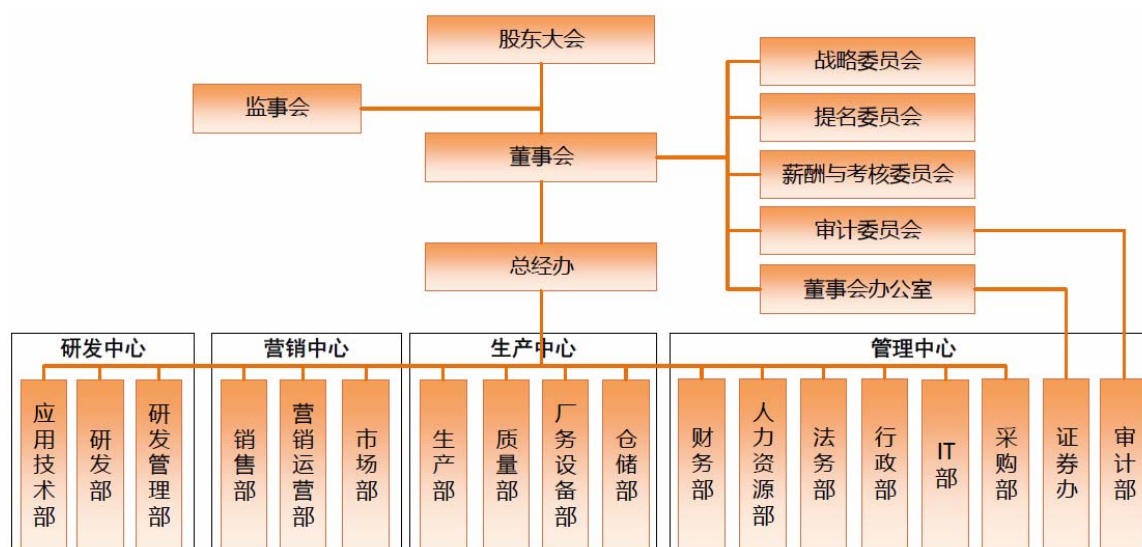 股东大会
战略委员会
监事会
提名委员会
董事会
薪酬与考核委员会
审计委员会
总经办
董事会办公室
研发中心
营销中心
生产中心
管理中心
应用技术部
研发部
研发管理部
销售部
营销运营部
市场部
生产部
质量部
厂务设备部
仓储部
财务部
人力资源部
法务部
行政部
IT部
采购部
证券办
审计部